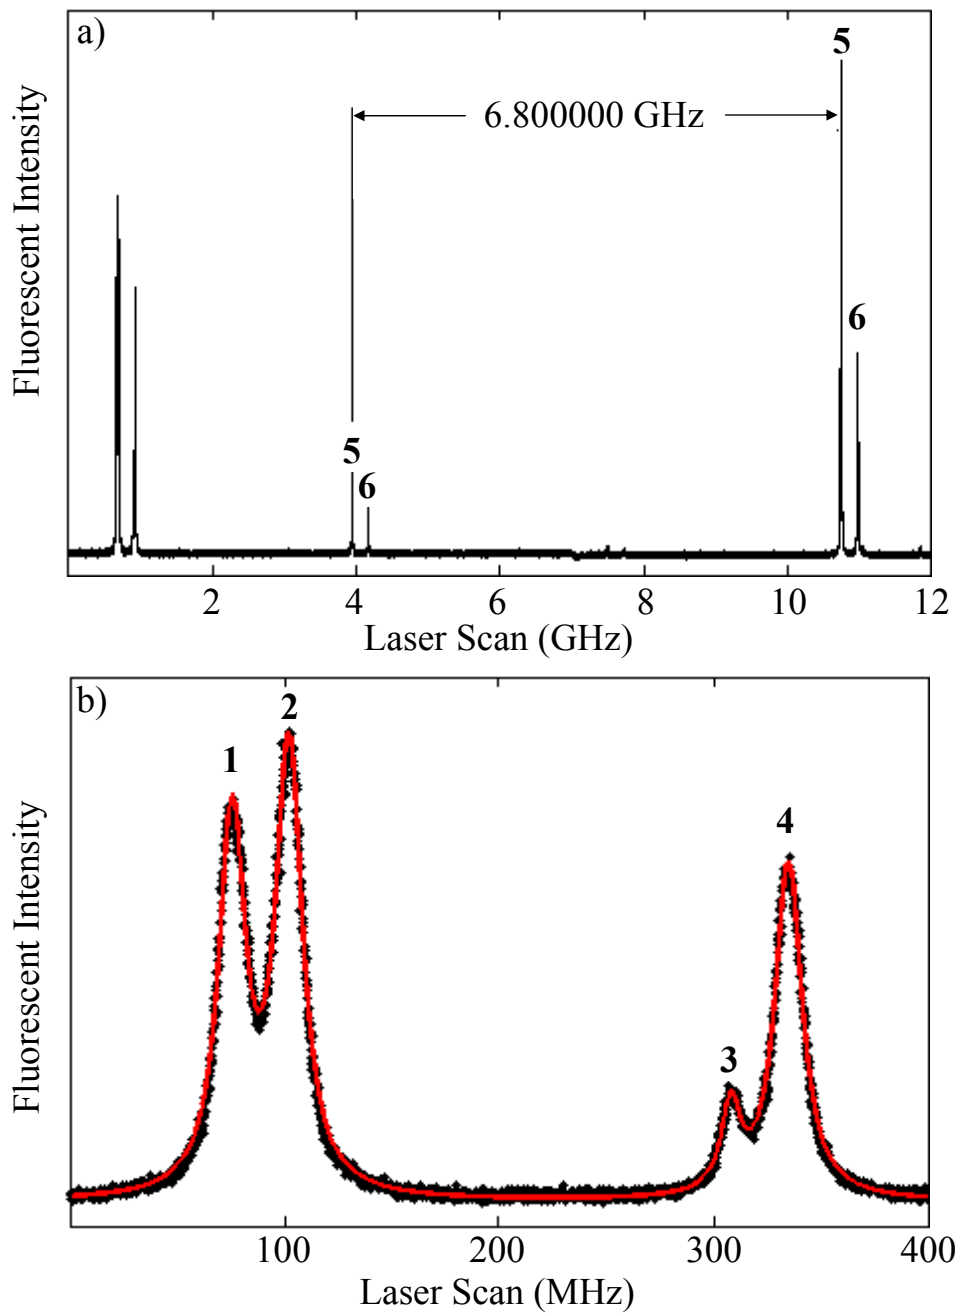 a)
5
6.800000 GHz
6
5
6
Fluorescent Intensity
2 4 6 8 10 12
Laser Scan (GHz)
b)
2
1
4
3
Fluorescent Intensity
100 200 300 400
Laser Scan (MHz)